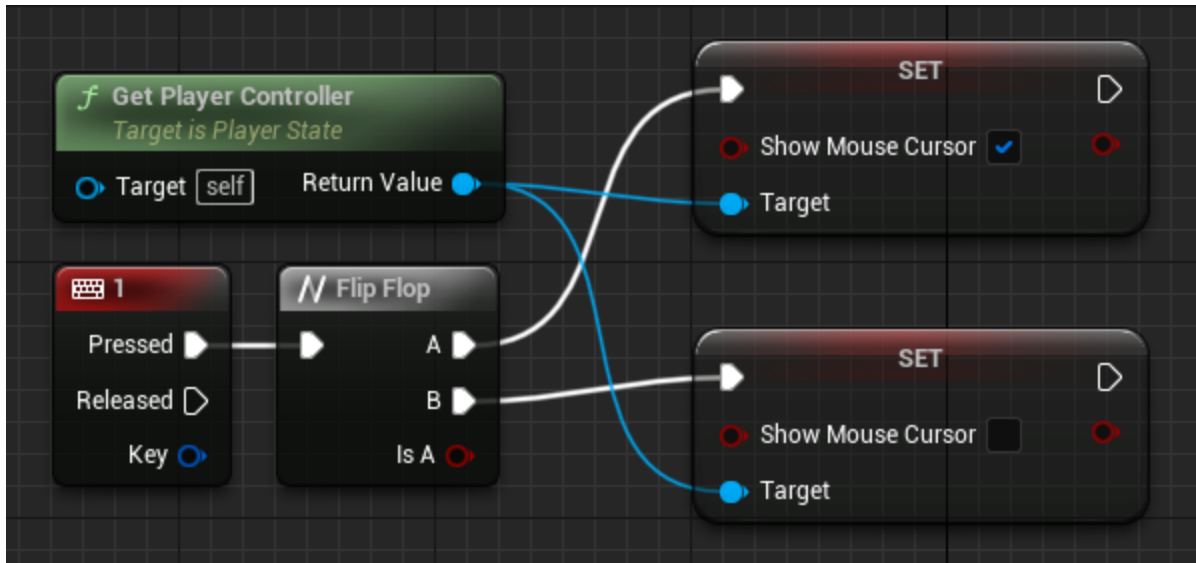 Get Player Controller
Target is Player State
Target self
Return Value
1
Pressed
Released
Key
Flip Flop
A
B
Is A
SET
Show Mouse Cursor
Target
SET
Show Mouse Cursor
Target